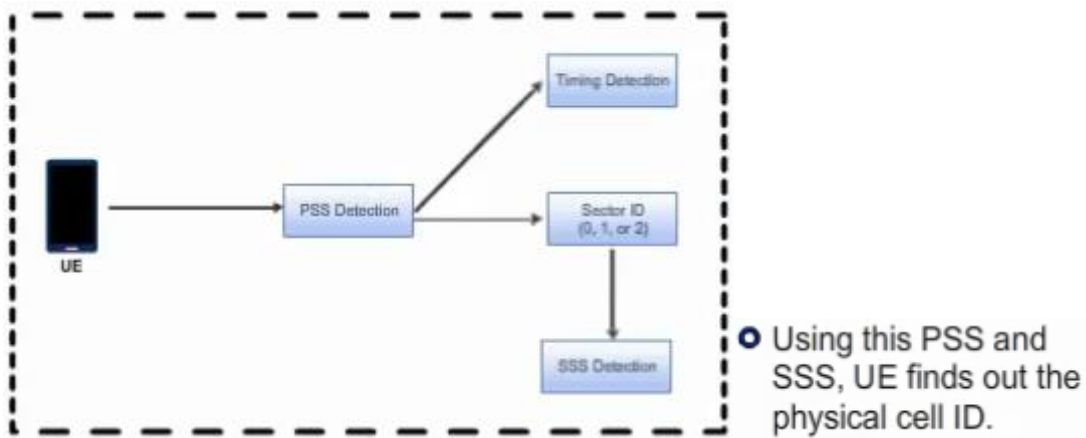 Timing Detection
PSS Detection
Sector ID
(0, 1, or 2)
UE
SSS Detection
Using this PSS and
SSS, UE finds out the
physical cell ID.